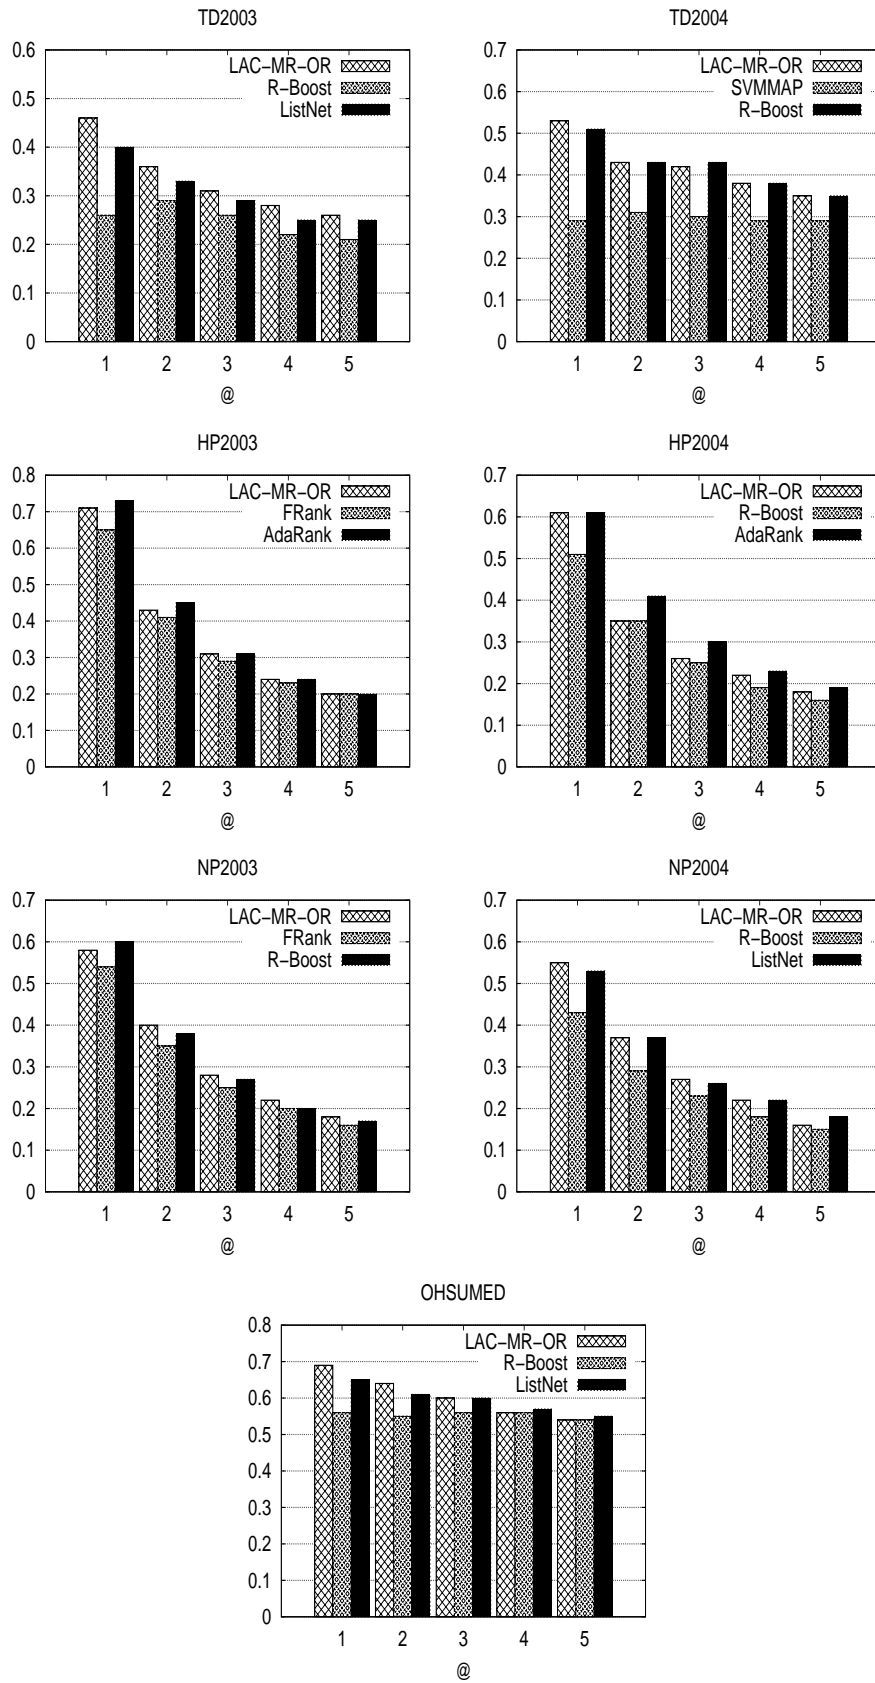 TD2003
0.6
0.5
0.4
0.3
0.2
0.1
0
LAC-MR-OR
R-Boost
ListNet
1 2 3 4 5
@
TD2004
0.7
0.6
0.5
0.4
0.3
0.2
0.1
0
LAC-MR-OR
SVMMAP
R-Boost
1 2 3 4 5
@
HP2003
0.8
0.7
0.6
0.5
0.4
0.3
0.2
0.1
0
LAC-MR-OR
FRank
AdaRank
1 2 3 4 5
@
HP2004
0.7
0.6
0.5
0.4
0.3
0.2
0.1
0
LAC-MR-OR
R-Boost
AdaRank
1 2 3 4 5
@
NP2003
0.7
0.6
0.5
0.4
0.3
0.2
0.1
0
LAC-MR-OR
FRank
R-Boost
1 2 3 4 5
@
NP2004
0.7
0.6
0.5
0.4
0.3
0.2
0.1
0
LAC-MR-OR
R-Boost
ListNet
1 2 3 4 5
@
OHSUMED
0.8
0.7
0.6
0.5
0.4
0.3
0.2
0.1
0
LAC-MR-OR
R-Boost
ListNet
1 2 3 4 5
@